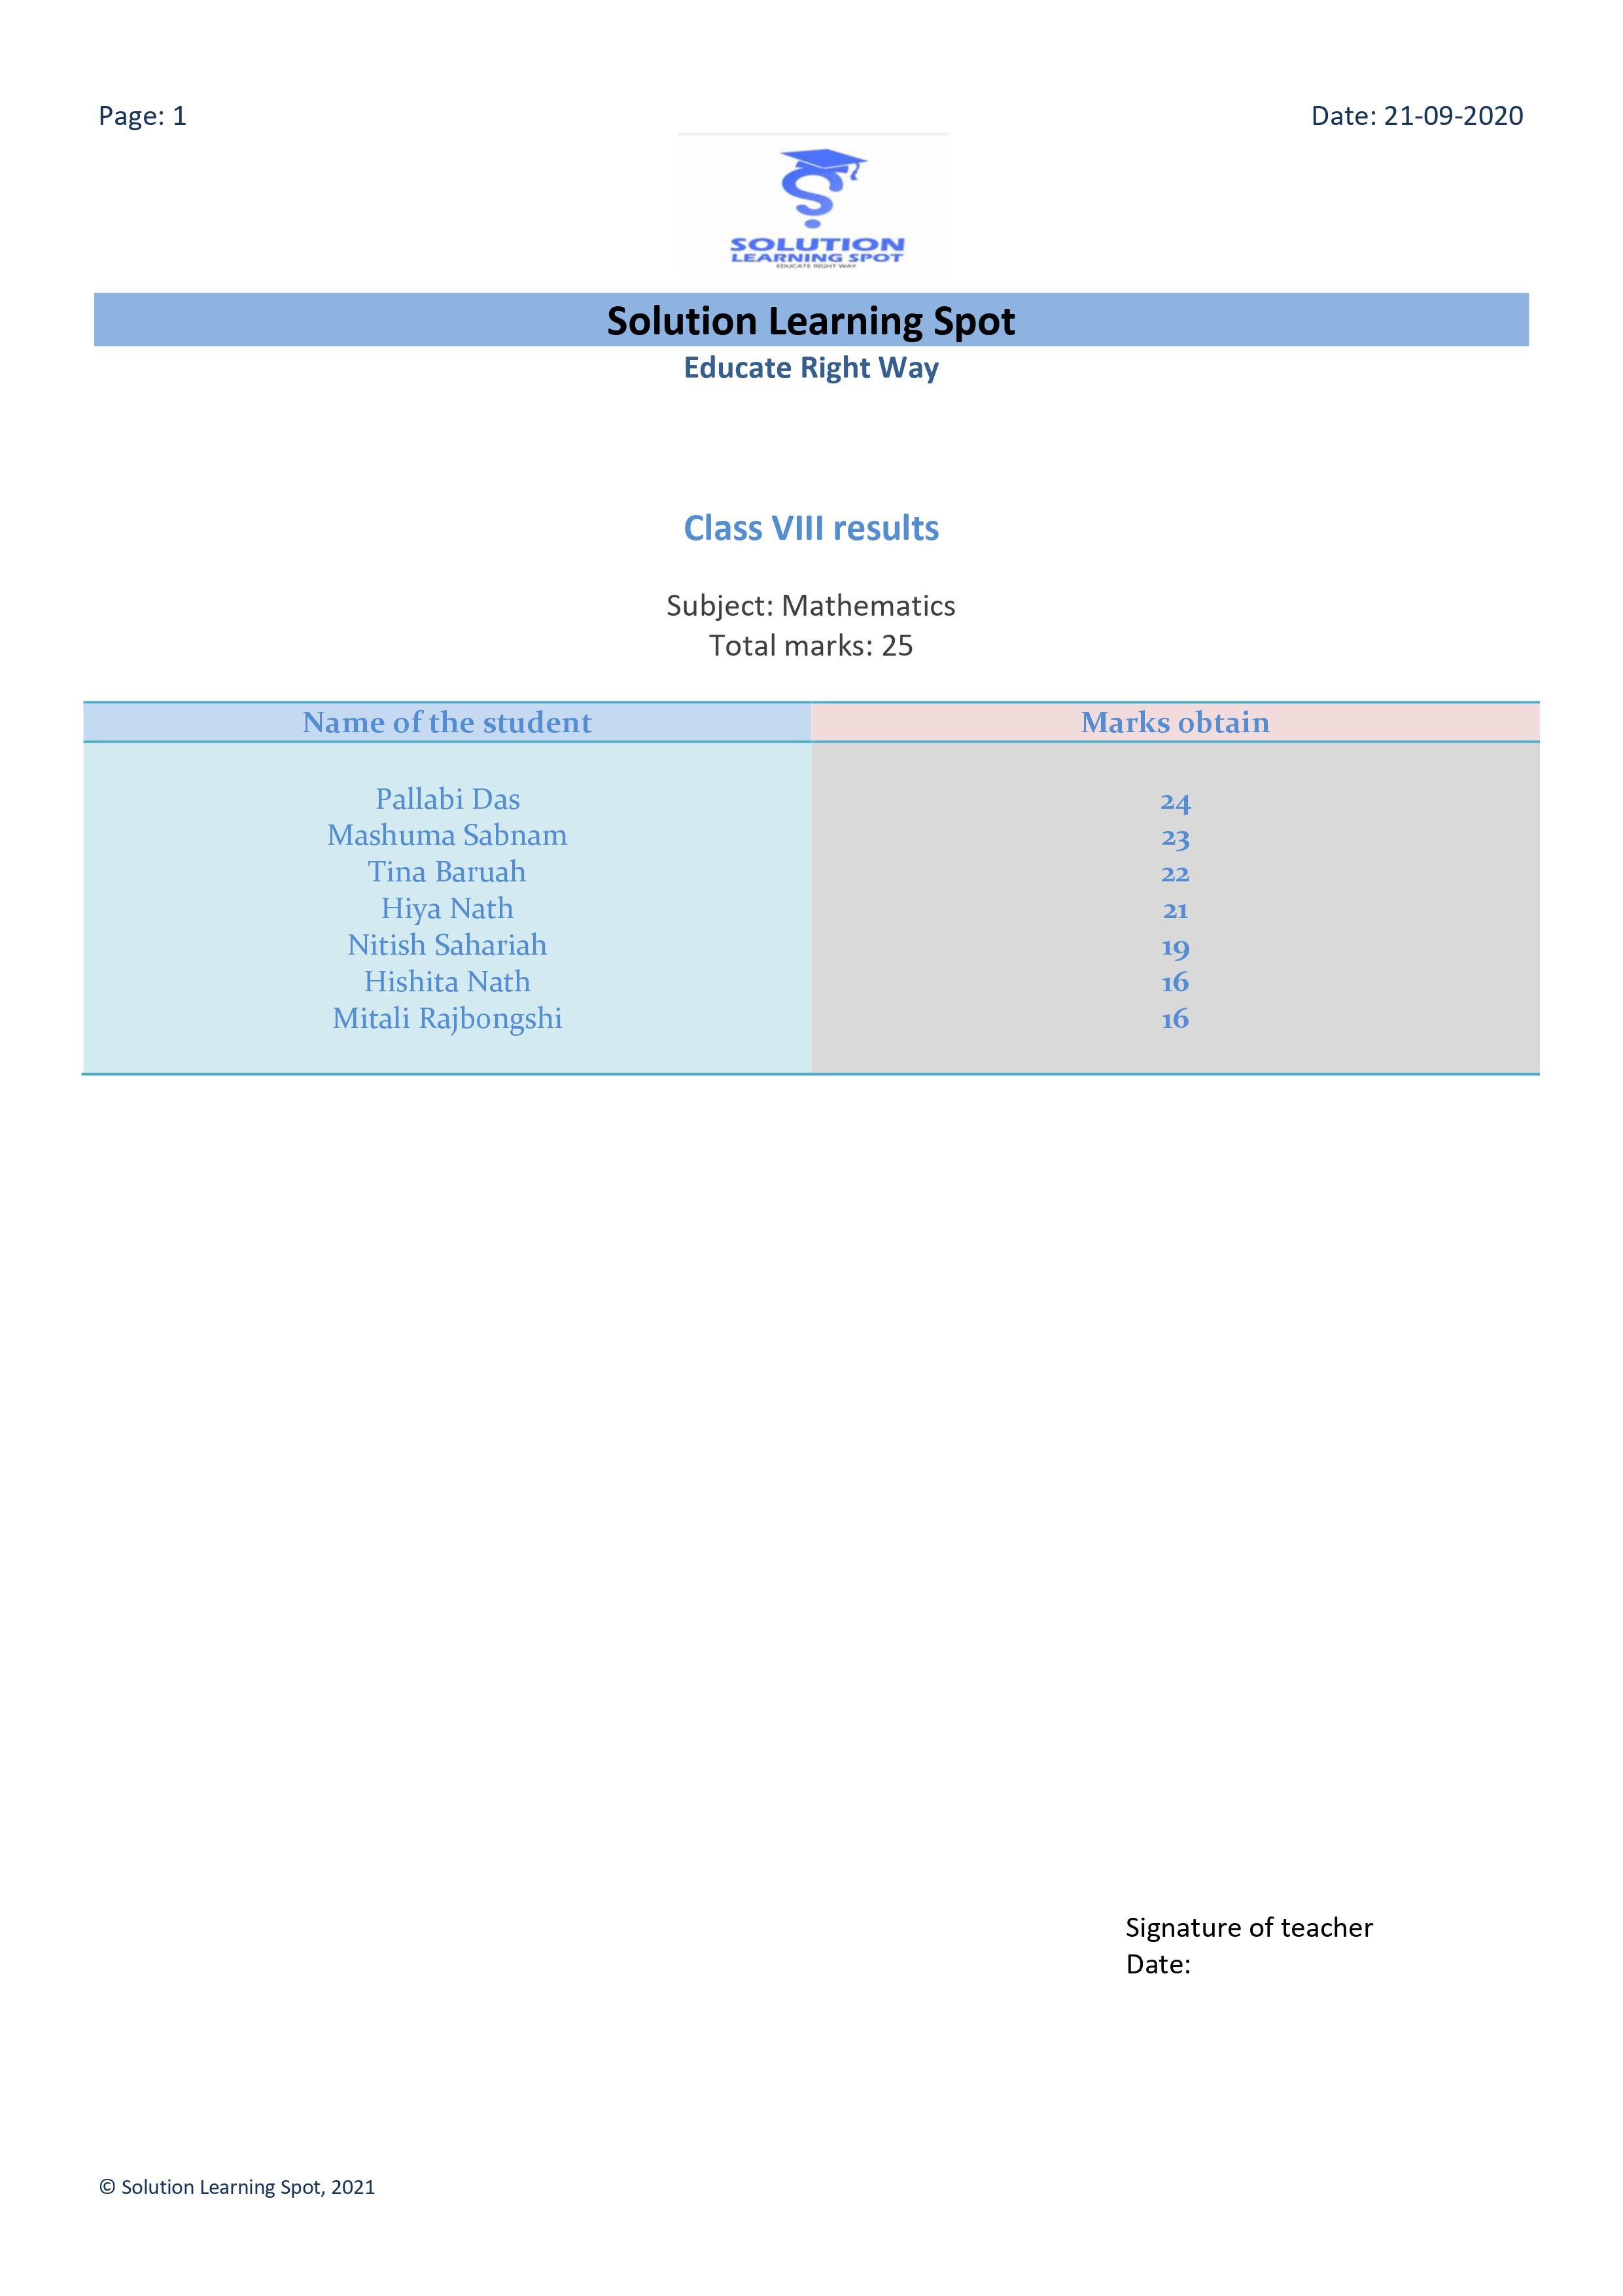 Page: 1
Date: 21-09-2020
SOLUTION
LEARNING SPOT
EDUCATE RIGHT WAY
Solution Learning Spot
Educate Right Way
Class VIII results
Subject: Mathematics
Total marks: 25
Name of the student Marks obtain
Pallabi Das 24
Mashuma Sabnam 23
Tina Baruah 22
Hiya Nath 21
Nitish Sahariah 19
Hishita Nath 16
Mitali Rajbongshi 16
Signature of teacher
Date:
© Solution Learning Spot, 2021